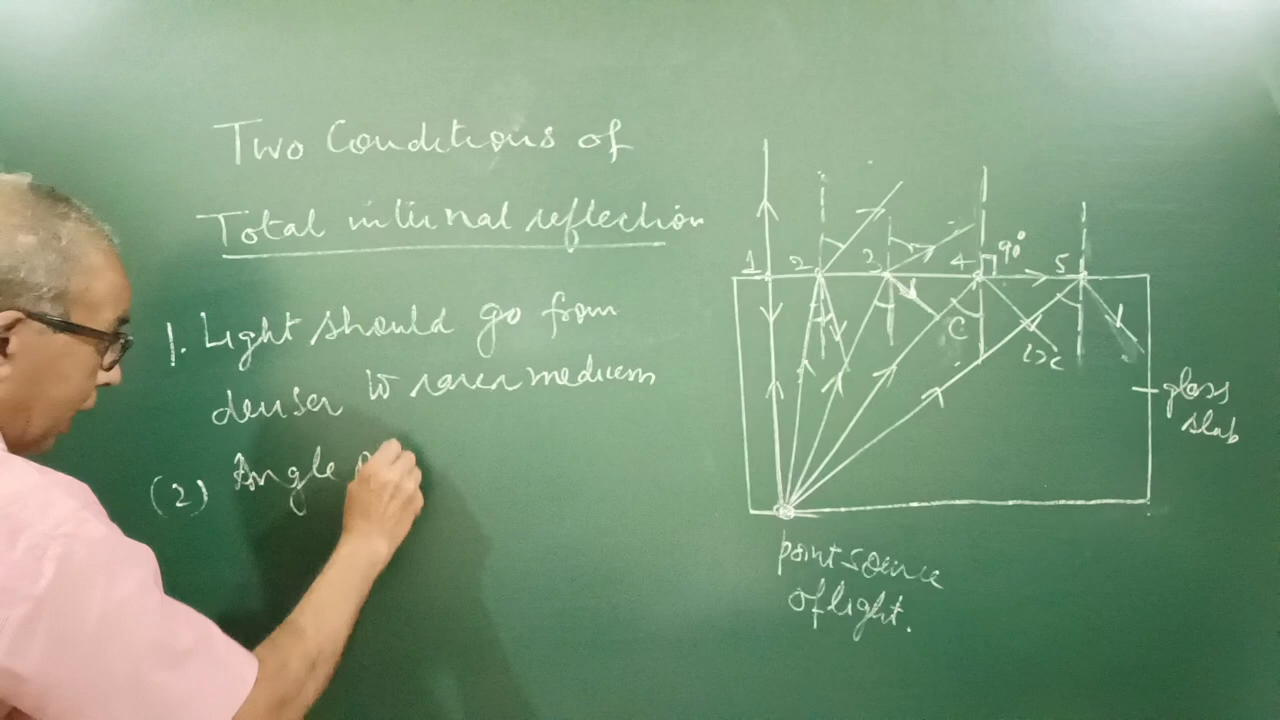 Two Conditions of
Total internal reflection
1. Light should go from
denser to rarer medium
(2) Angle
1 2 3 4 90° 5
C
i>c
glass
slab
point source
of light.